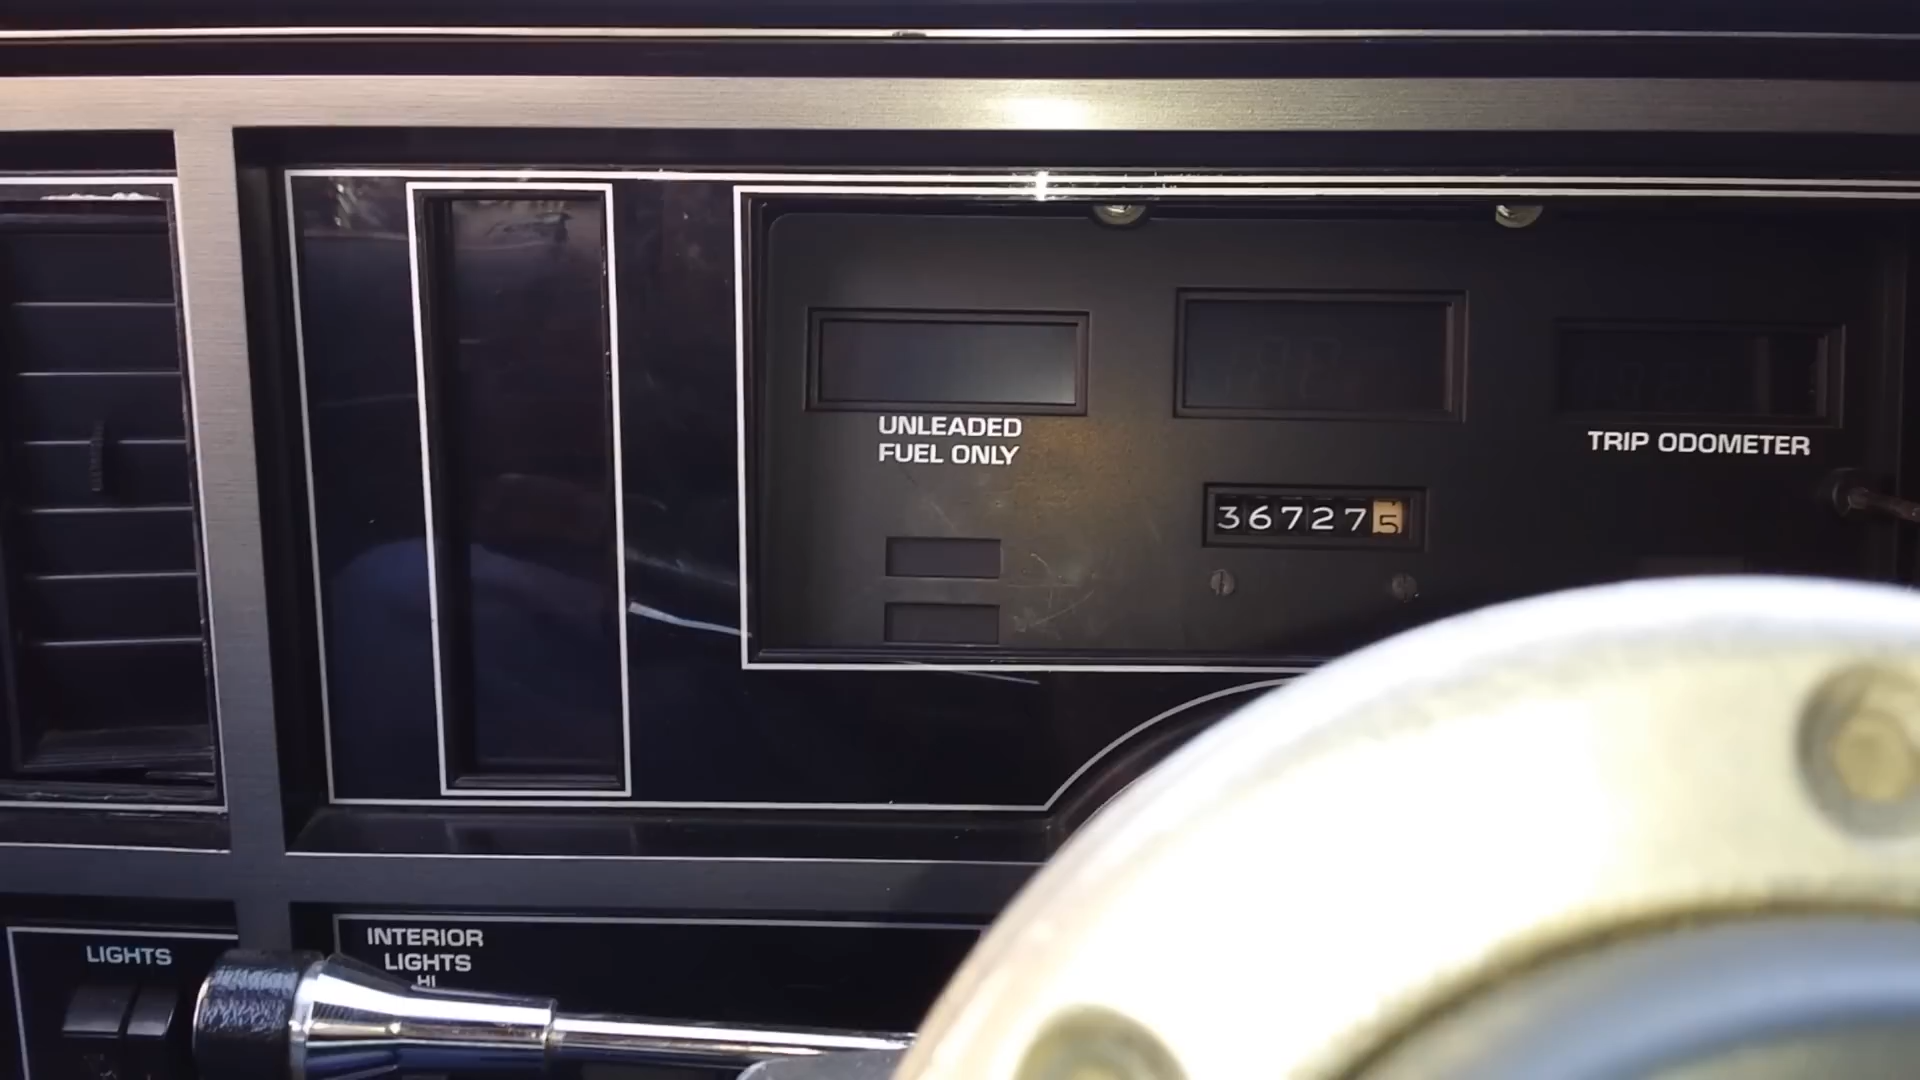 UNLEADED
FUEL ONLY
TRIP ODOMETER
367275
LIGHTS
INTERIOR
LIGHTS
HI